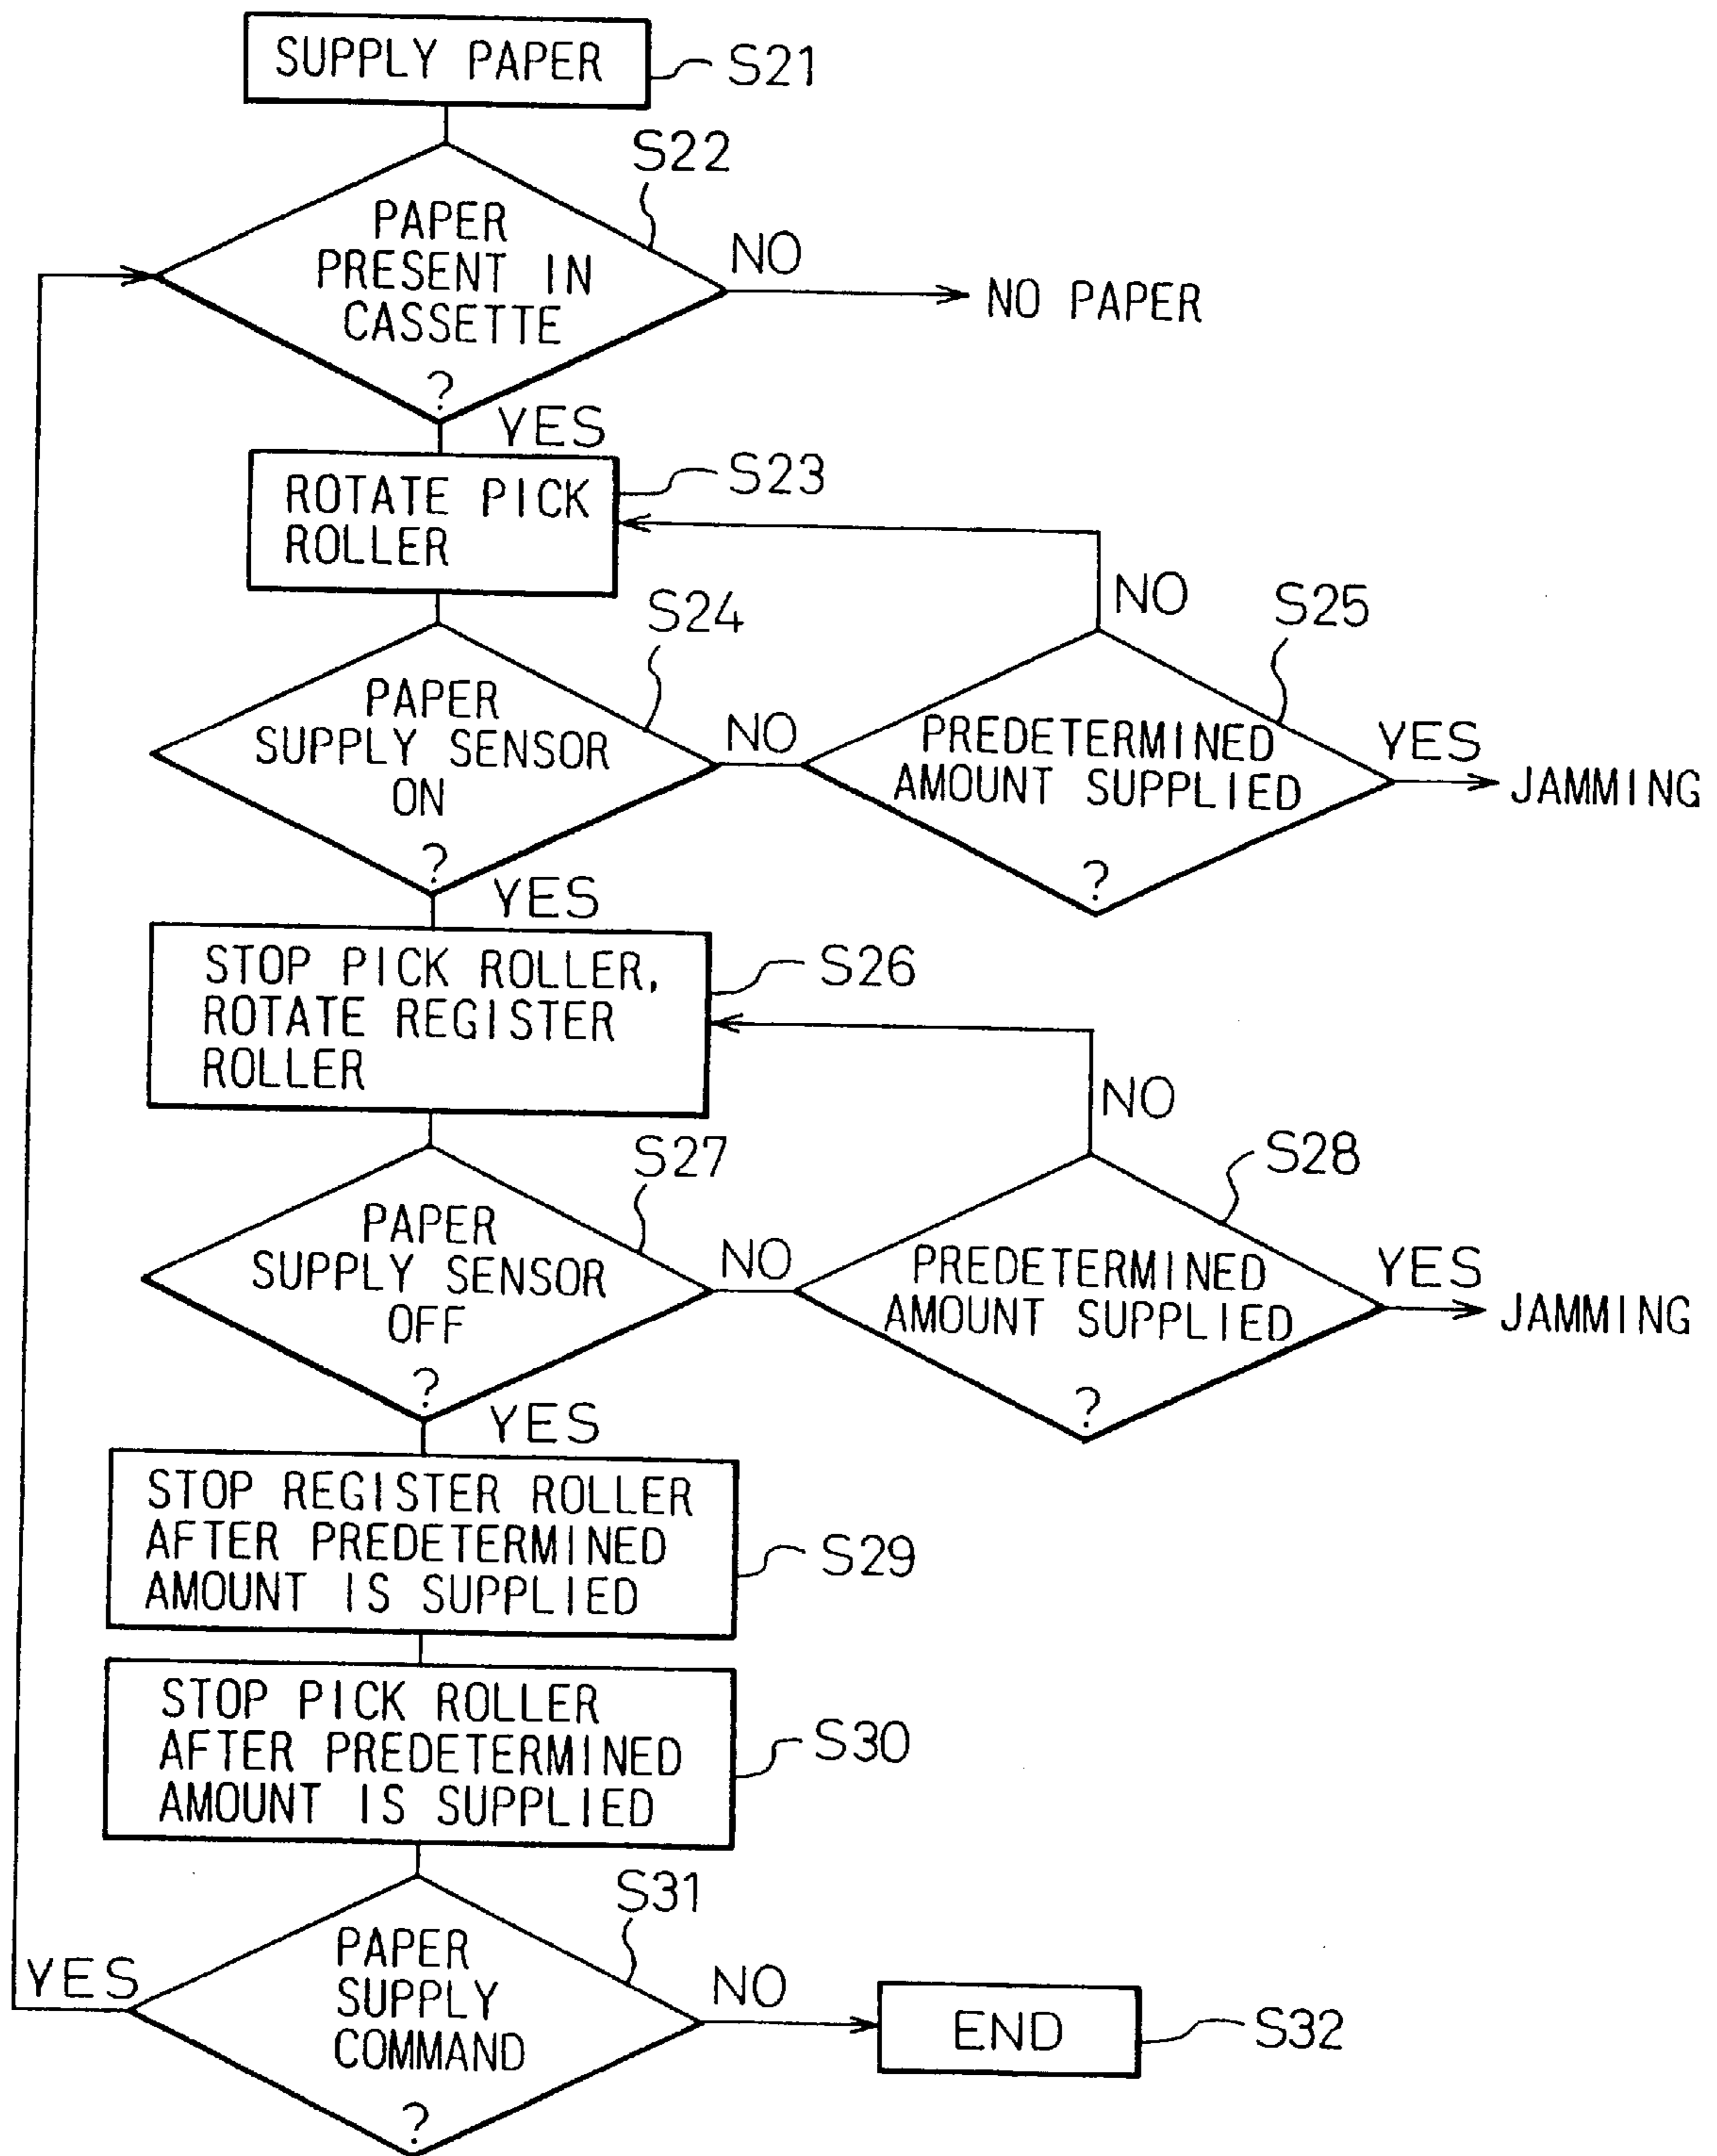 SUPPLY PAPER
S21
S22
PAPER
PRESENT IN
CASSETTE
?
NO
NO PAPER
YES
ROTATE PICK
ROLLER
S23
S24
PAPER
SUPPLY SENSOR
ON
?
NO
NO
S25
PREDETERMINED
AMOUNT SUPPLIED
?
YES
JAMMING
YES
STOP PICK ROLLER,
ROTATE REGISTER
ROLLER
S26
S27
PAPER
SUPPLY SENSOR
OFF
?
NO
NO
S28
PREDETERMINED
AMOUNT SUPPLIED
?
YES
JAMMING
YES
STOP REGISTER ROLLER
AFTER PREDETERMINED
AMOUNT IS SUPPLIED
S29
STOP PICK ROLLER
AFTER PREDETERMINED
AMOUNT IS SUPPLIED
S30
S31
YES
PAPER
SUPPLY
COMMAND
?
NO
END
S32